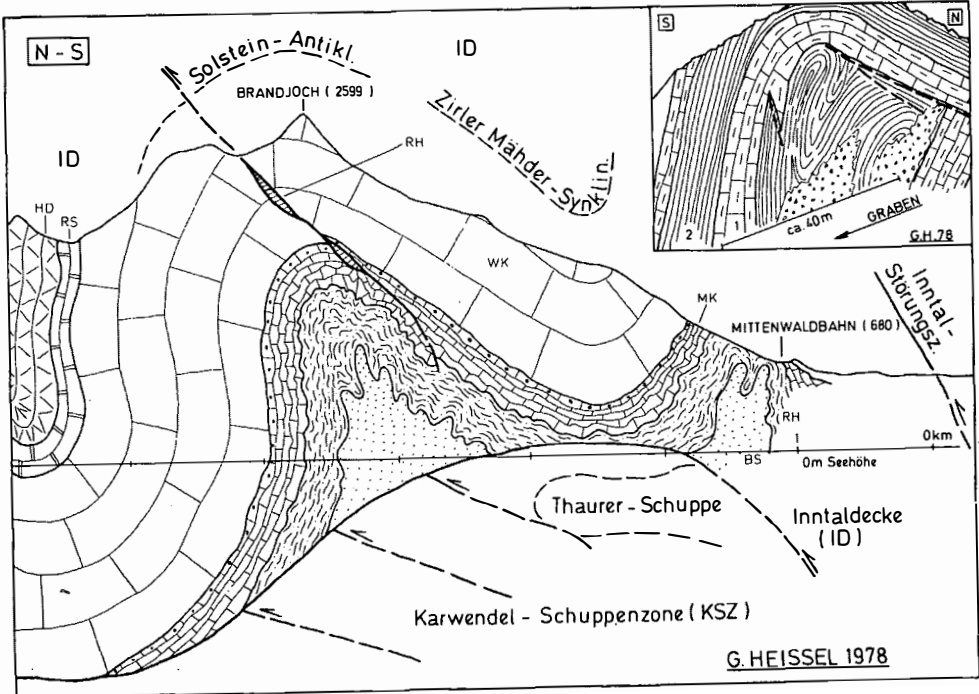 N-S
Solstein-Antikl.
ID
BRANDJOCH (2599)
Zirler Mähder-Synklin.
RH
ID
HD
RS
WK
MK
MITTENWALDBAHN (680)
Inntal-
Störungsz.
RH
BS
0m Seehöhe
0km
Thaurer-Schuppe
Inntaldecke
(ID)
Karwendel-Schuppenzone (KSZ)
G. HEISSEL 1978
S
N
2
1
ca. 40m
GRABEN
G.H.78